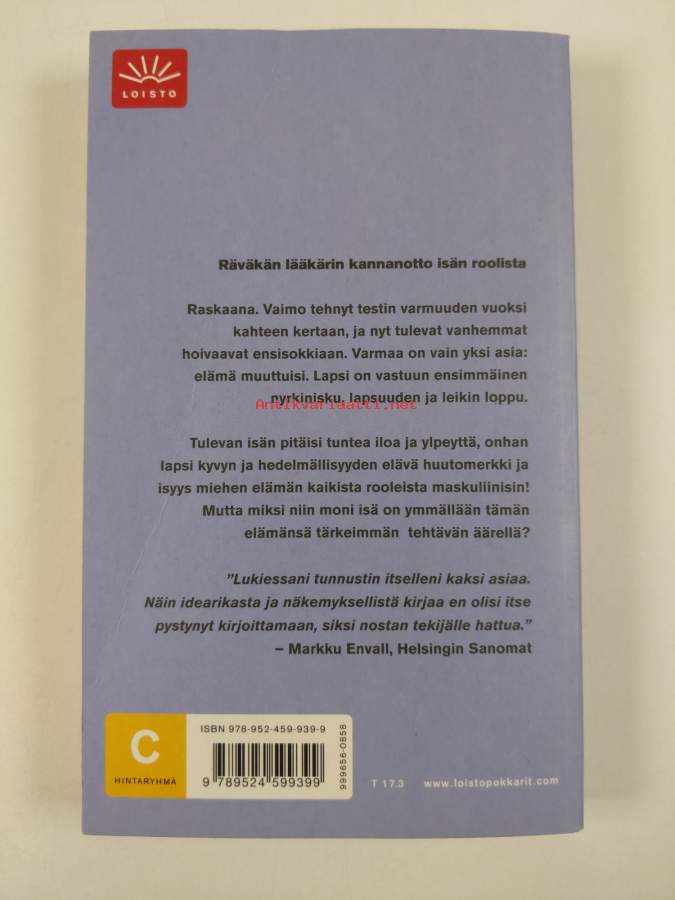 LOISTO
Räväkän lääkärin kannanotto isän roolista
Raskaana. Vaimo tehnyt testin varmuuden vuoksi
kahteen kertaan, ja nyt tulevat vanhemmat
hoivaavat ensisokkiaan. Varmaa on vain yksi asia:
elämä muuttuisi. Lapsi on vastuun ensimmäinen
nyrkinisku, lapsuuden ja leikin loppu.
Antikvariaatti.net
Tulevan isän pitäisi tuntea iloa ja ylpeyttä, onhan
lapsi kyvyn ja hedelmällisyyden elävä huutomerkki ja
isyys miehen elämän kaikista rooleista maskuliinisin!
Mutta miksi niin moni isä on ymmällään tämän
elämänsä tärkeimmän tehtävän äärellä?
”Lukiessani tunnustin itselleni kaksi asiaa.
Näin idearikasta ja näkemyksellistä kirjaa en olisi itse
pystynyt kirjoittamaan, siksi nostan tekijälle hattua.”
– Markku Envall, Helsingin Sanomat
C
HINTARYHMÄ
ISBN 978-952-459-939-9
9 789524 599399
999656-0858
T 17.3
www.loistopokkarit.com